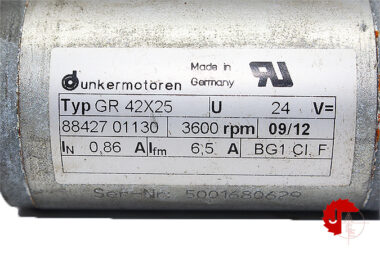 Dunkermotoren
Made in
Germany
Typ GR 42X25 U 24 V=
88427 01130 3600 rpm 09/12
IN 0,86 A Ifm 6,5 A BG1 Cl. F
Ser.-Nr. 5001680629